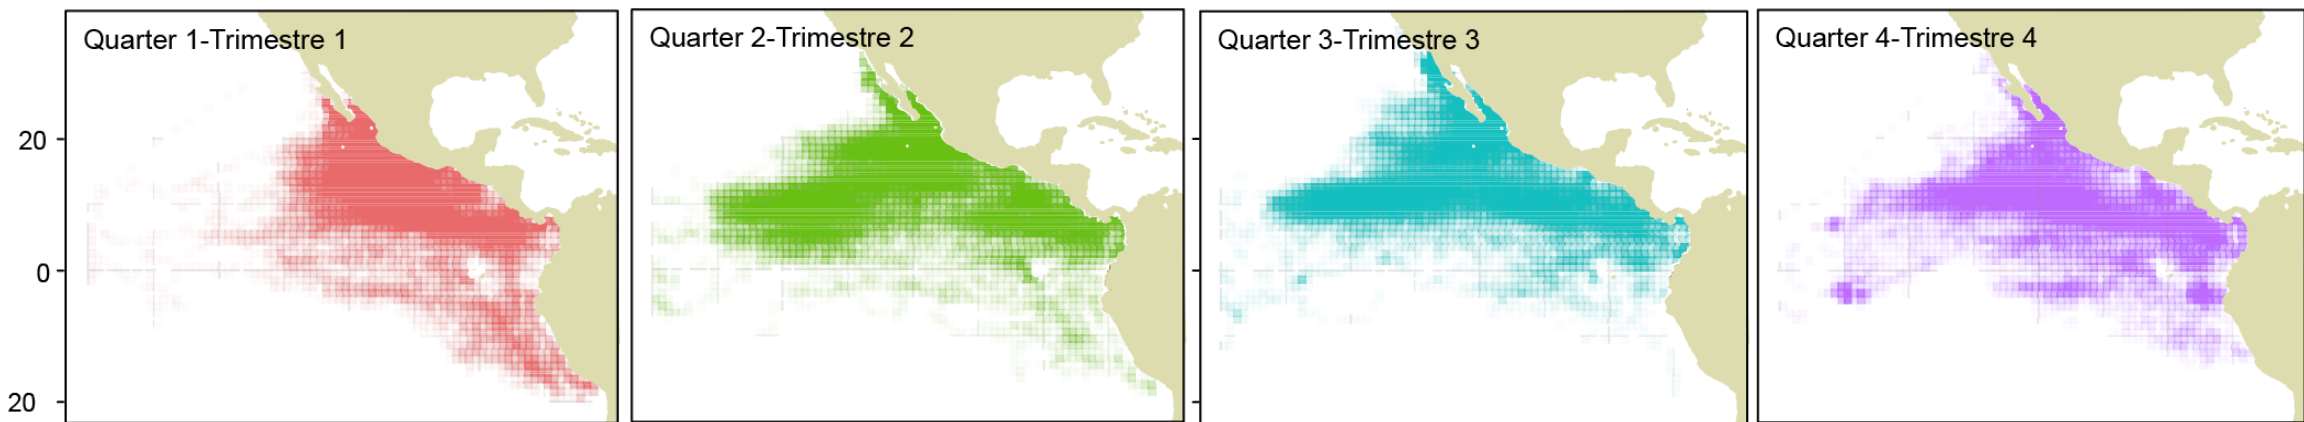 Quarter 1-Trimestre 1
Quarter 2-Trimestre 2
Quarter 3-Trimestre 3
Quarter 4-Trimestre 4
20
0
20